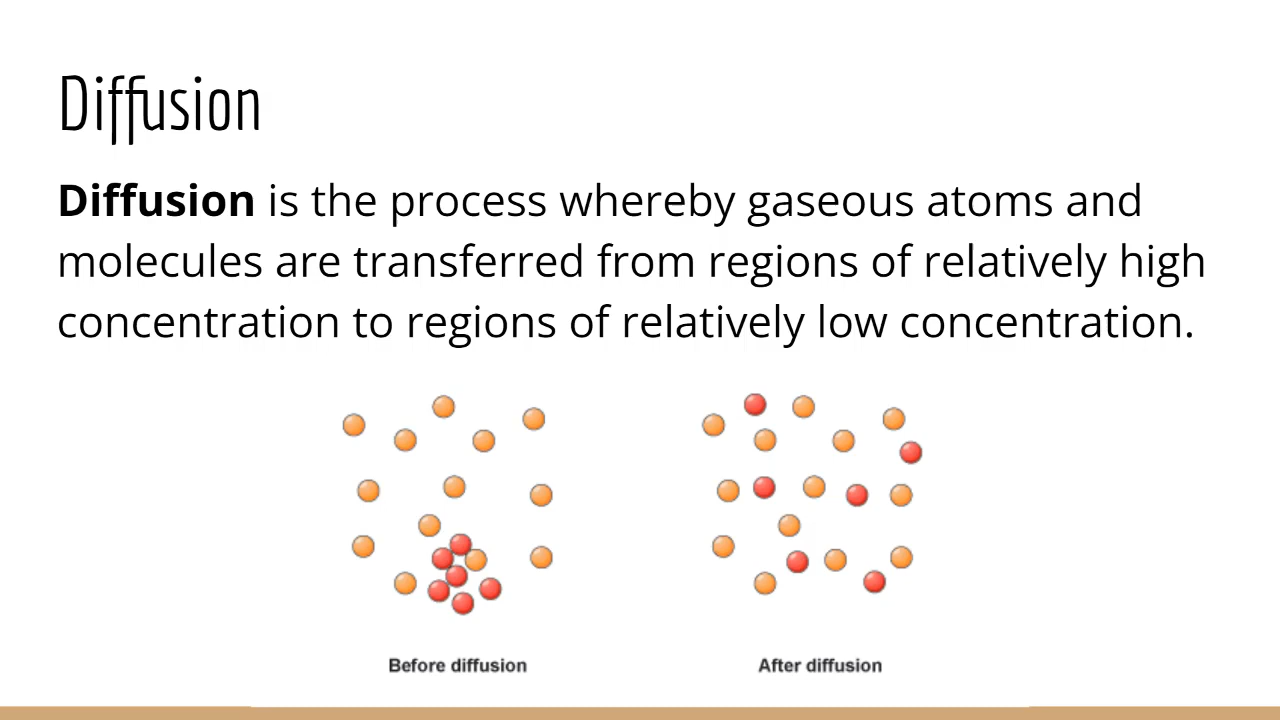 Diffusion
Diffusion is the process whereby gaseous atoms and
molecules are transferred from regions of relatively high
concentration to regions of relatively low concentration.
Before diffusion
After diffusion